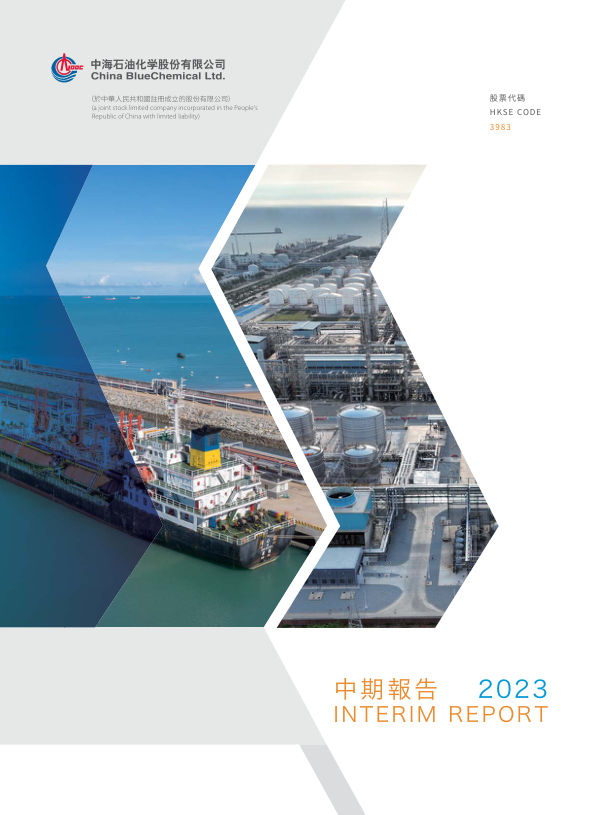 CNOOC
中海石油化学股份有限公司
China BlueChemical Ltd.
（於中華人民共和國註冊成立的股份有限公司）
(a joint stock limited company incorporated in the People's
Republic of China with limited liability)
股票代碼
HKSE CODE
3983
中期報告 2023
INTERIM REPORT